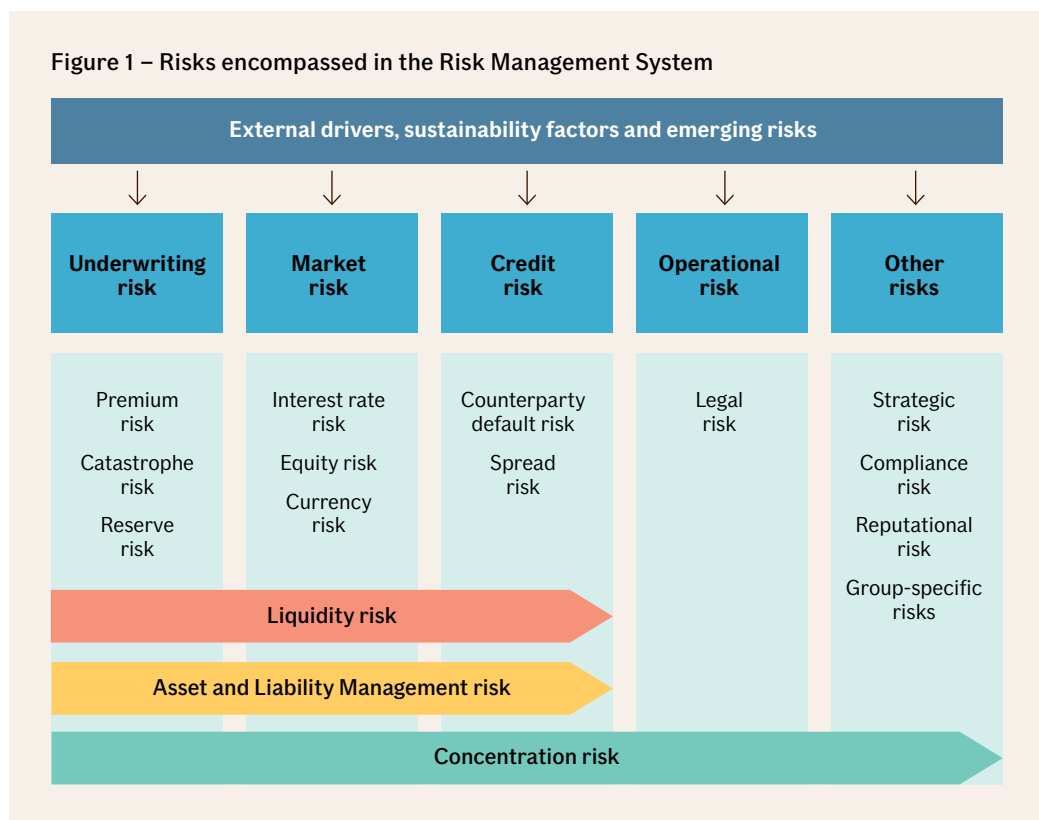 Figure 1 – Risks encompassed in the Risk Management System
External drivers, sustainability factors and emerging risks
Underwriting
risk
Market
risk
Credit
risk
Operational
risk
Other
risks
Premium
risk
Catastrophe
risk
Reserve
risk
Interest rate
risk
Equity risk
Currency
risk
Counterparty
default risk
Spread
risk
Legal
risk
Strategic
risk
Compliance
risk
Reputational
risk
Group-specific
risks
Liquidity risk
Asset and Liability Management risk
Concentration risk